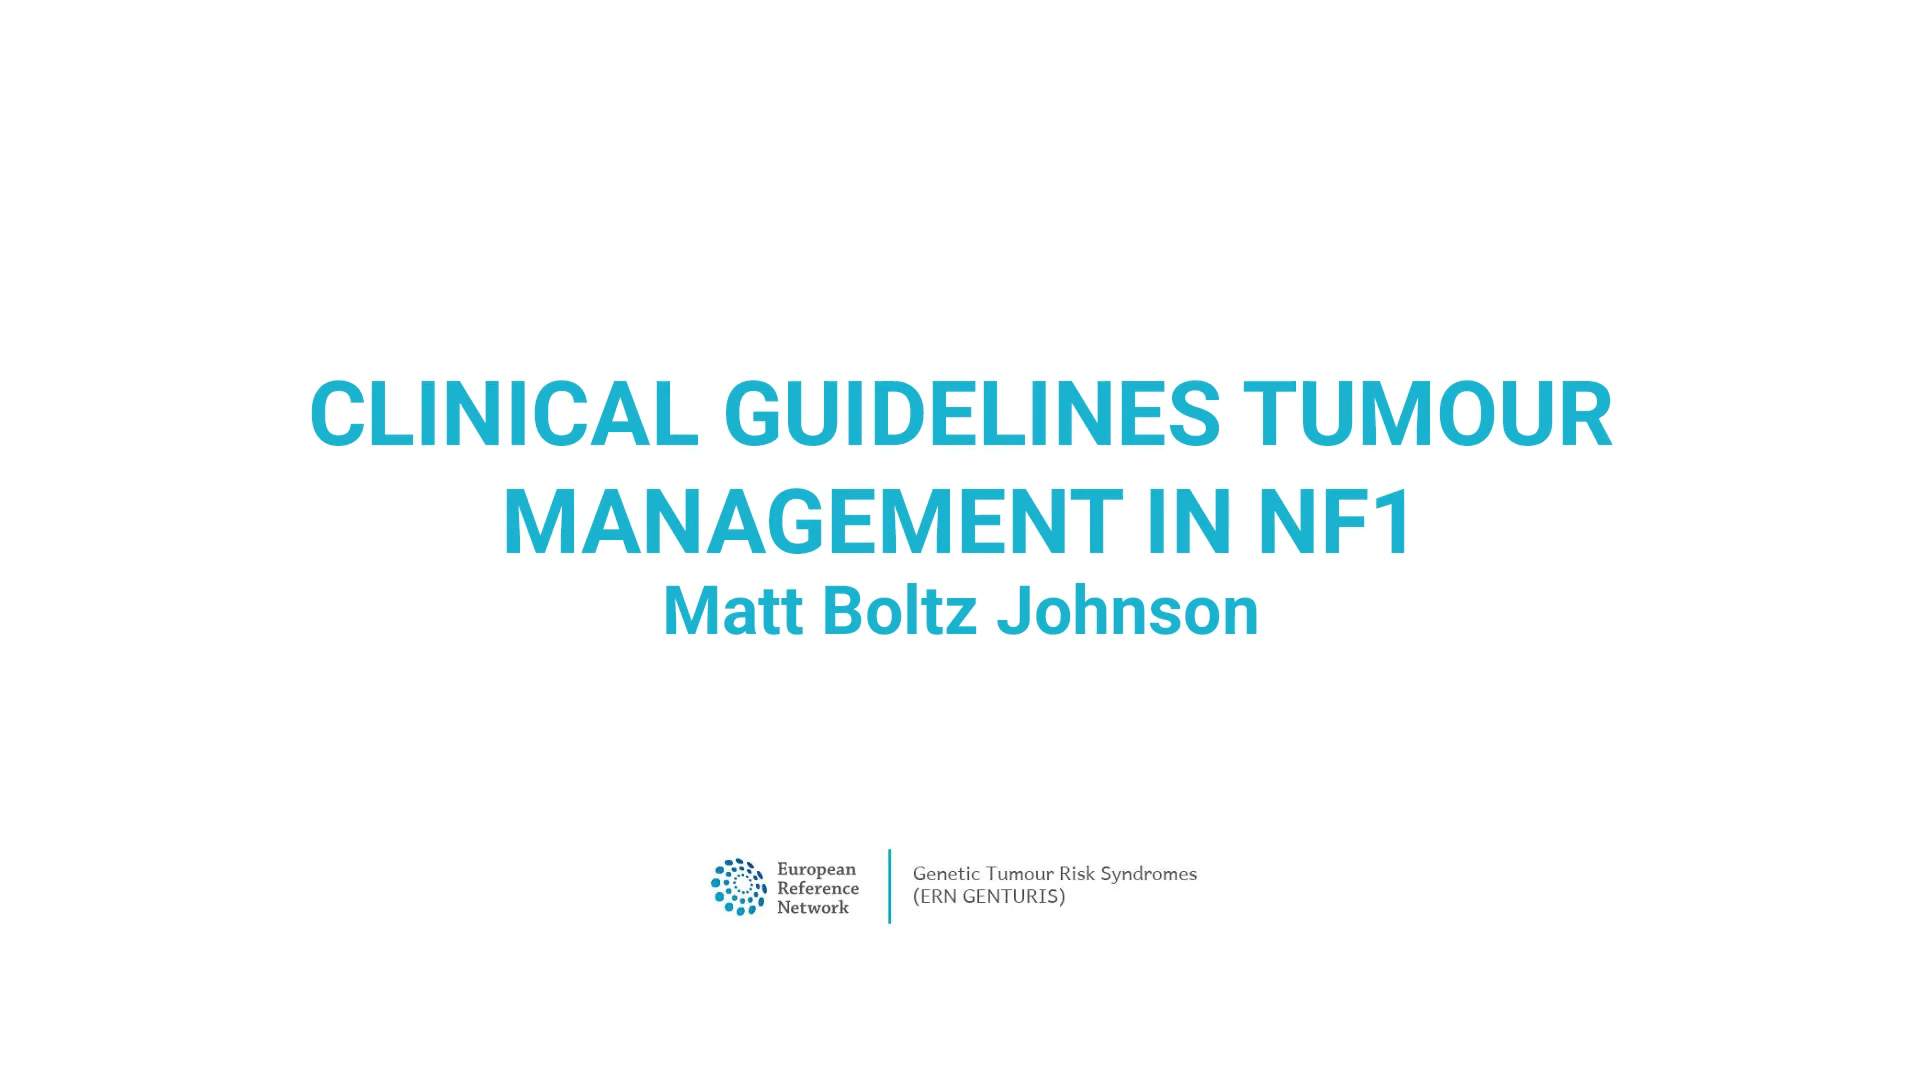 CLINICAL GUIDELINES TUMOUR
MANAGEMENT IN NF1
Matt Boltz Johnson
European
Reference
Network
Genetic Tumour Risk Syndromes
(ERN GENTURIS)